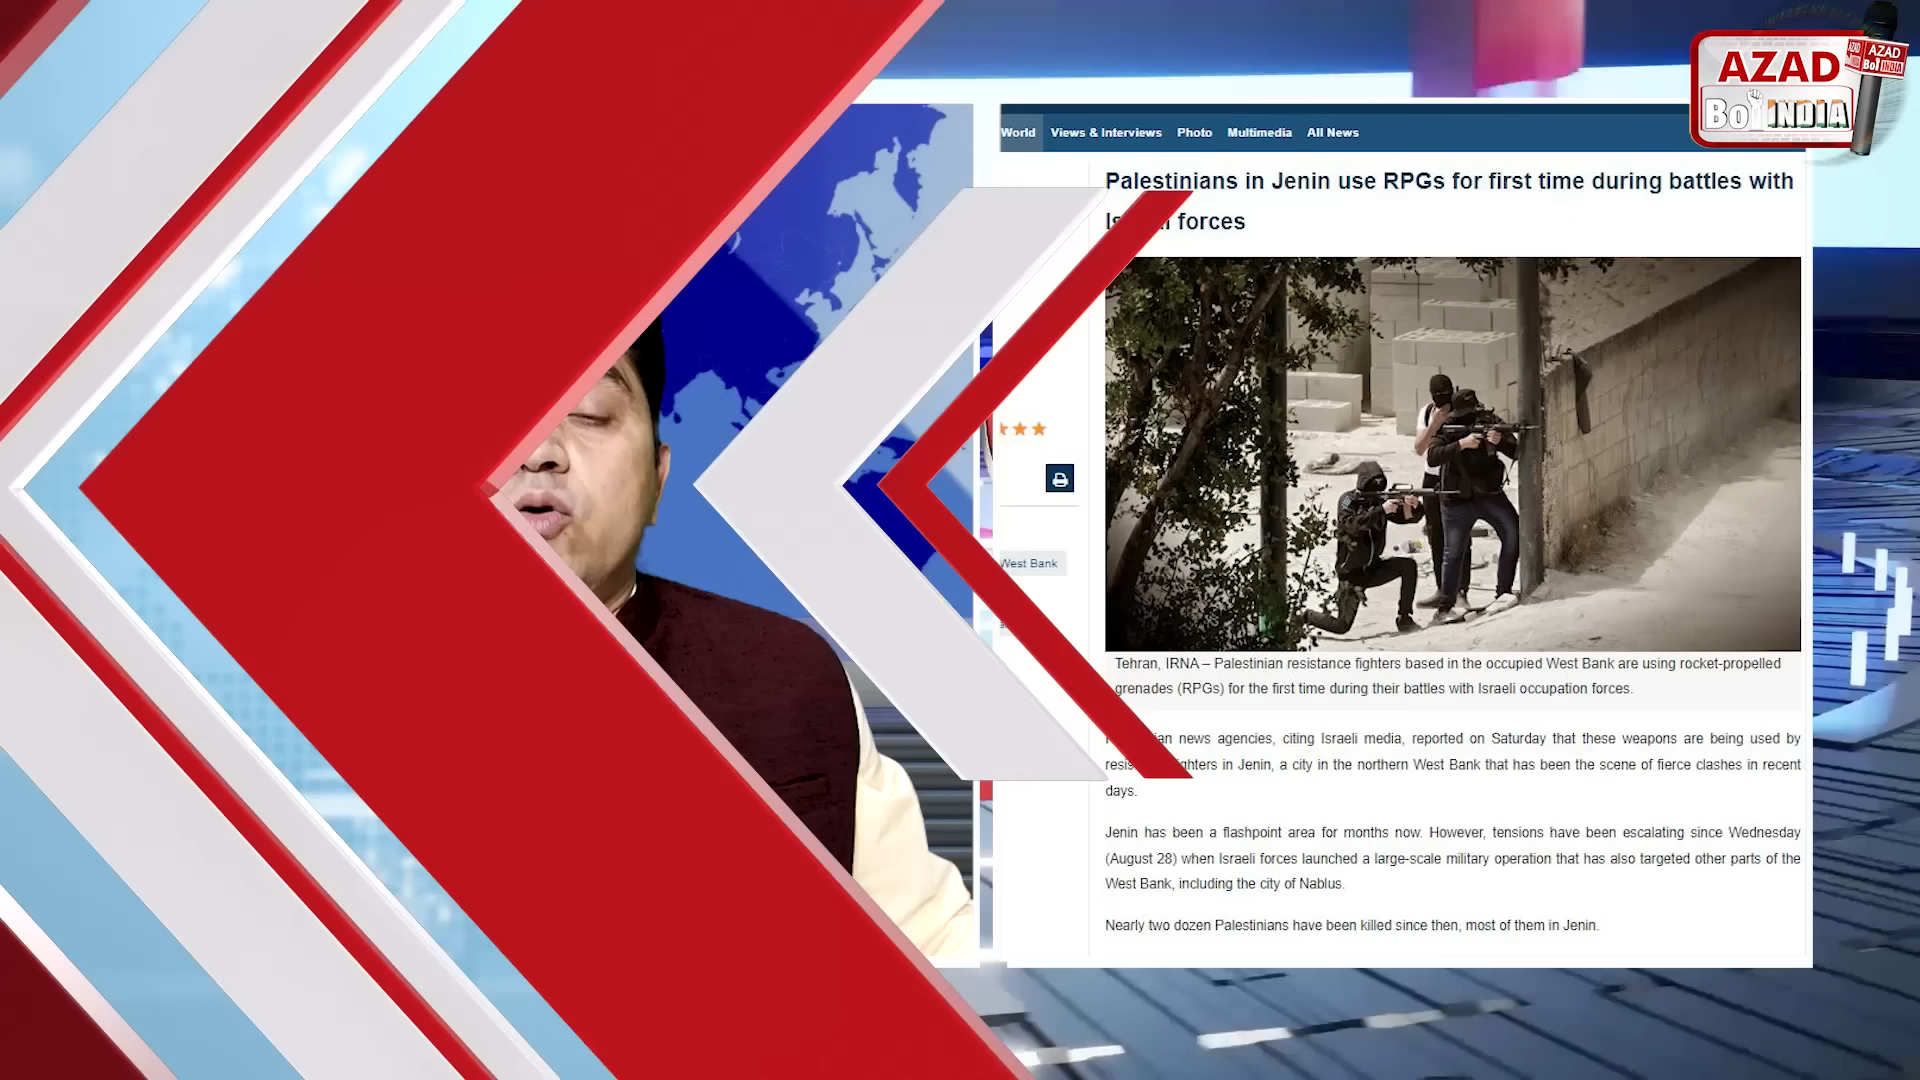 AZAD
Bol INDIA
AZAD
AZAD
Bol INDIA
World Views & Interviews Photo Multimedia All News
Palestinians in Jenin use RPGs for first time during battles with
forces
West Bank
Tehran, IRNA – Palestinian resistance fighters based in the occupied West Bank are using rocket-propelled
grenades (RPGs) for the first time during their battles with Israeli occupation forces.
news agencies, citing Israeli media, reported on Saturday that these weapons are being used by
in Jenin, a city in the northern West Bank that has been the scene of fierce clashes in recent
days.
Jenin has been a flashpoint area for months now. However, tensions have been escalating since Wednesday
(August 28) when Israeli forces launched a large-scale military operation that has also targeted other parts of the
West Bank, including the city of Nablus.
Nearly two dozen Palestinians have been killed since then, most of them in Jenin.